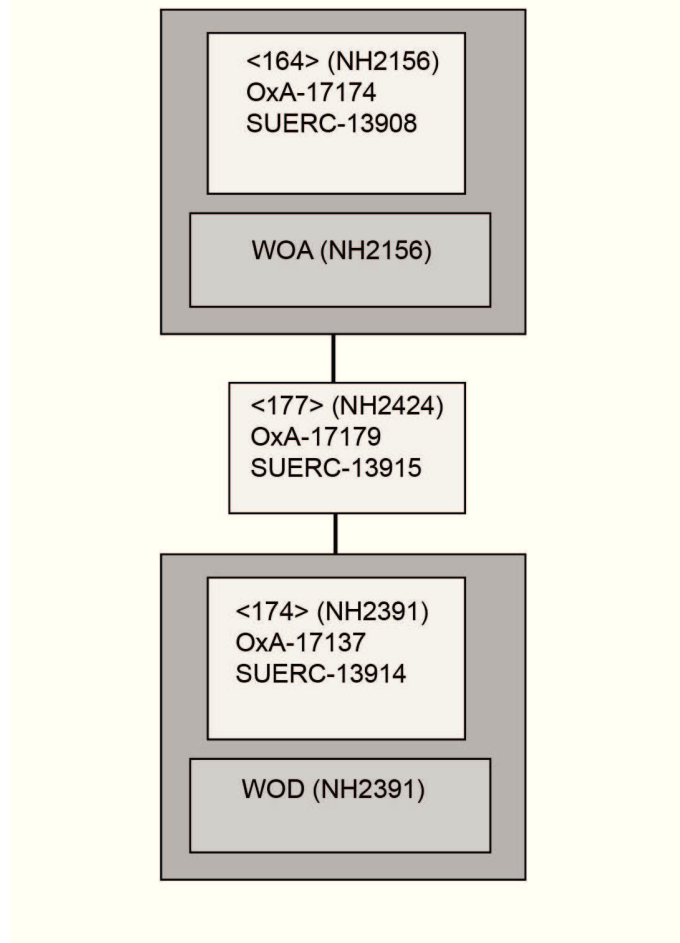 <164> (NH2156)
OxA-17174
SUERC-13908
WOA (NH2156)
<177> (NH2424)
OxA-17179
SUERC-13915
<174> (NH2391)
OxA-17137
SUERC-13914
WOD (NH2391)